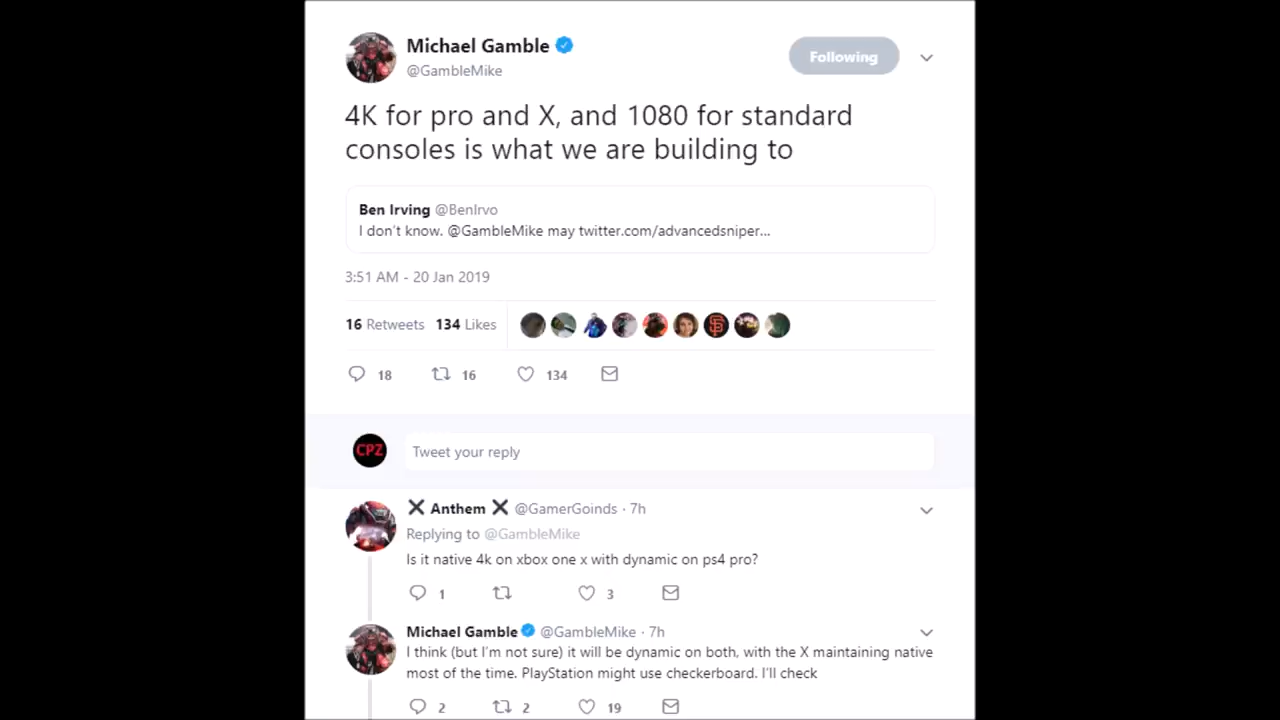 Michael Gamble
@GambleMike
Following
4K for pro and X, and 1080 for standard
consoles is what we are building to
Ben Irving @BenIrvo
I don't know. @GambleMike may twitter.com/advancedsniper...
3:51 AM - 20 Jan 2019
16 Retweets 134 Likes
18 16 134
CPZ
Tweet your reply
❌ Anthem ❌ @GamerGoinds · 7h
Replying to @GambleMike
Is it native 4k on xbox one x with dynamic on ps4 pro?
1 3
Michael Gamble @GambleMike · 7h
I think (but I'm not sure) it will be dynamic on both, with the X maintaining native
most of the time. PlayStation might use checkerboard. I'll check
2 2 19